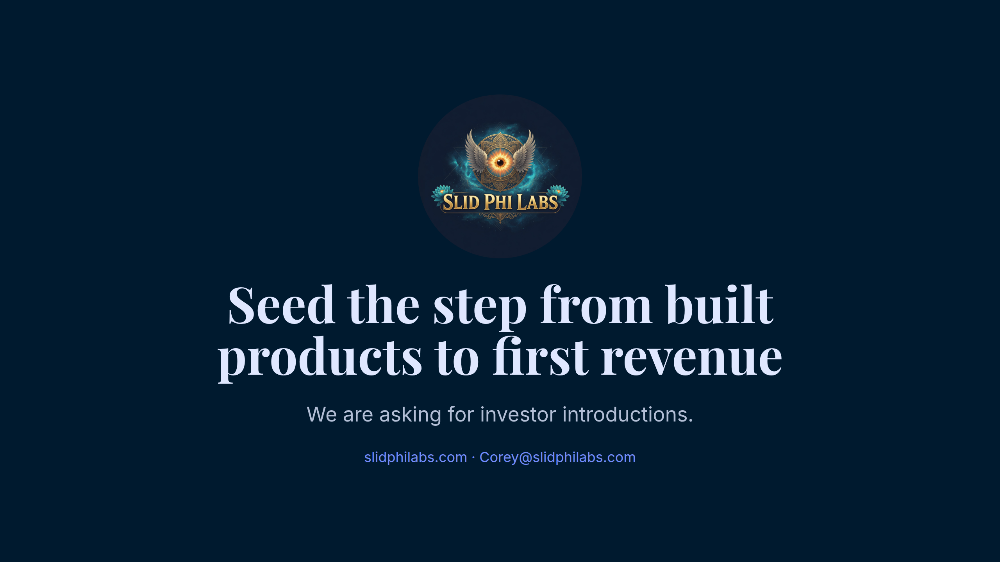 SLID PHI LABS
Seed the step from built
products to first revenue
We are asking for investor introductions.
slidphilabs.com · Corey@slidphilabs.com